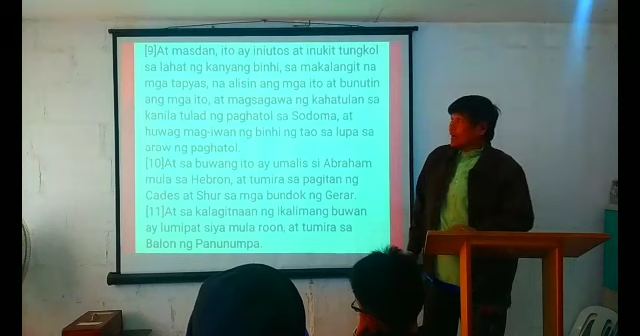 [9]At masdan, ito ay iniutos at inukit tungkol
sa lahat ng kanyang binhi, sa makalangit na
mga tapyas, na alisin ang mga ito at bunutin
ang mga ito, at magsagawa ng kahatulan sa
kanila tulad ng paghatol sa Sodoma, at
huwag mag-iwan ng binhi ng tao sa lupa sa
araw ng paghatol.
[10]At sa buwang ito ay umalis si Abraham
mula sa Hebron, at tumira sa pagitan ng
Cades at Shur sa mga bundok ng Gerar.
[11]At sa kalagitnaan ng ikalimang buwan
ay lumipat siya mula roon, at tumira sa
Balon ng Panunumpa.